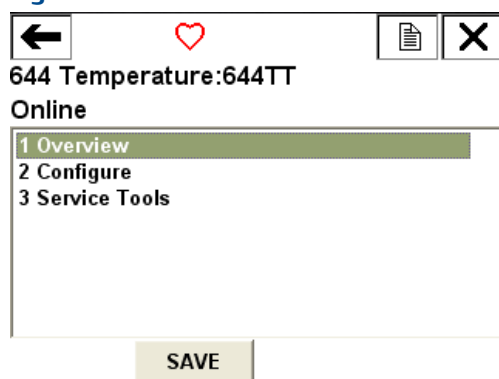 644 Temperature:644TT
Online
1 Overview
2 Configure
3 Service Tools
SAVE